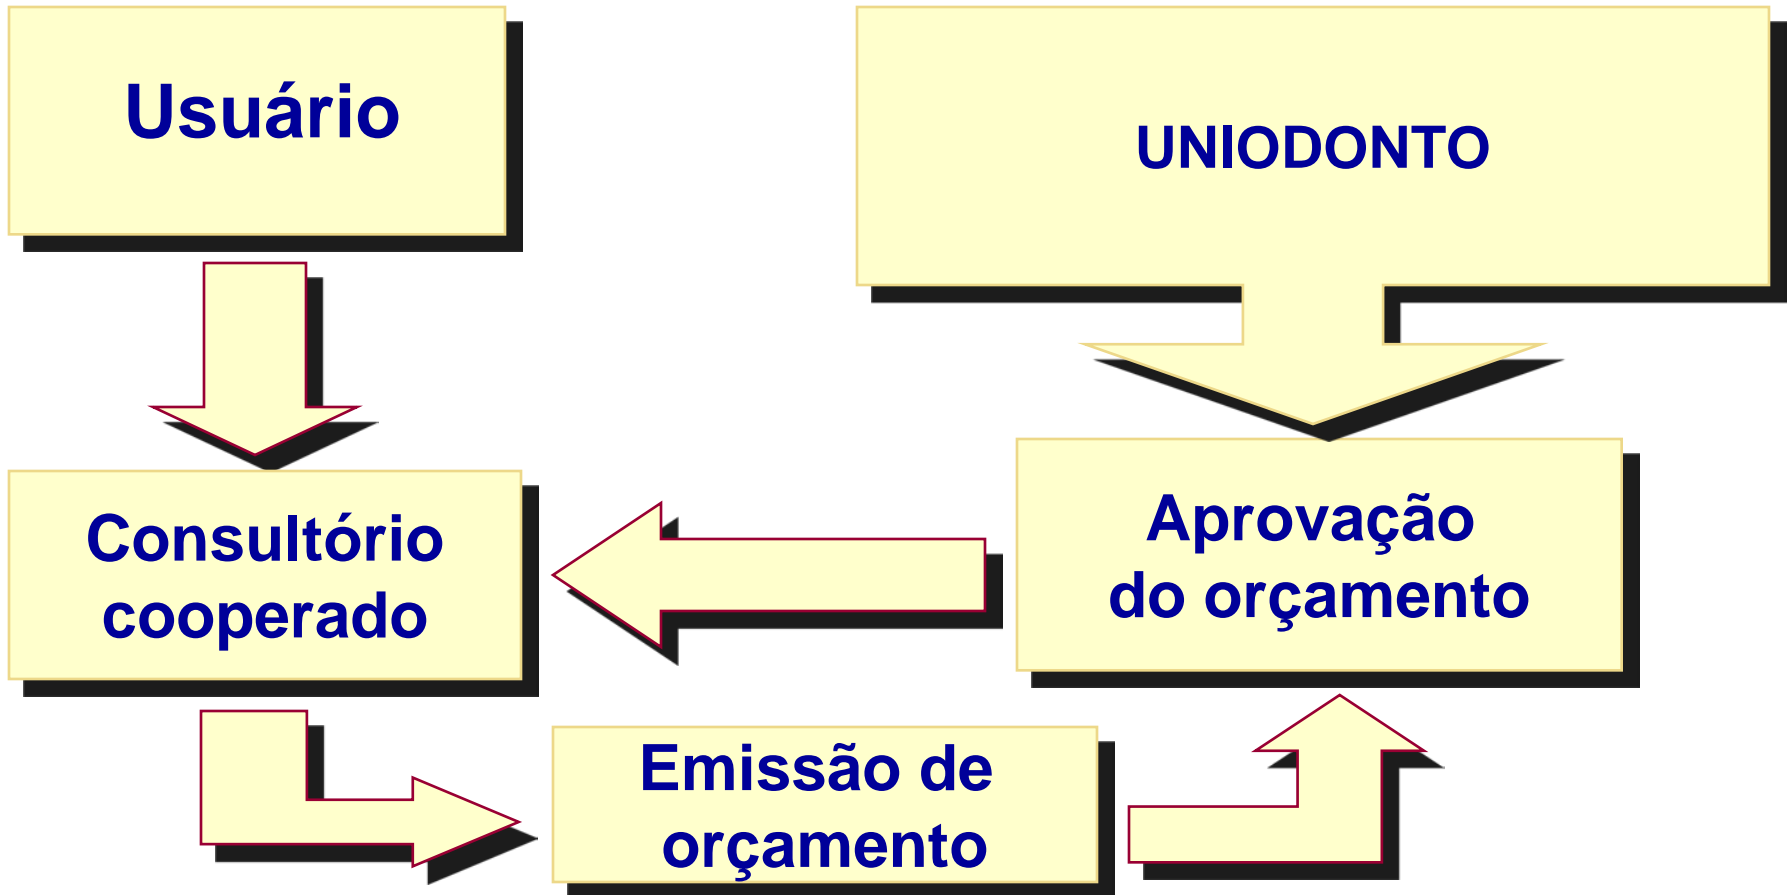 Usuário
UNIODONTO
Consultório
cooperado
Aprovação
do orçamento
Emissão de
orçamento